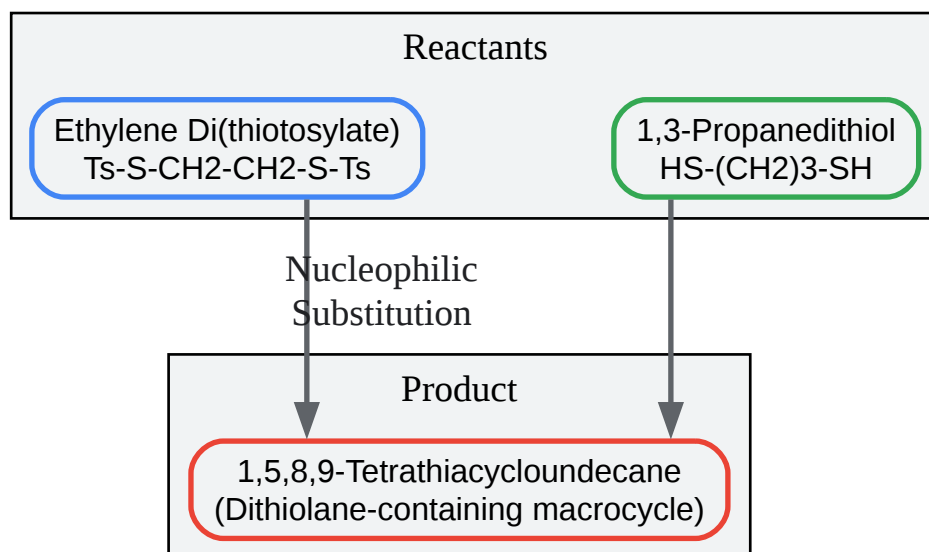 Reactants
Ethylene Di(thiotosylate)
Ts-S-CH2-CH2-S-Ts
1,3-Propanedithiol
HS-(CH2)3-SH
Nucleophilic
Substitution
Product
1,5,8,9-Tetrathiacycloundecane
(Dithiolane-containing macrocycle)